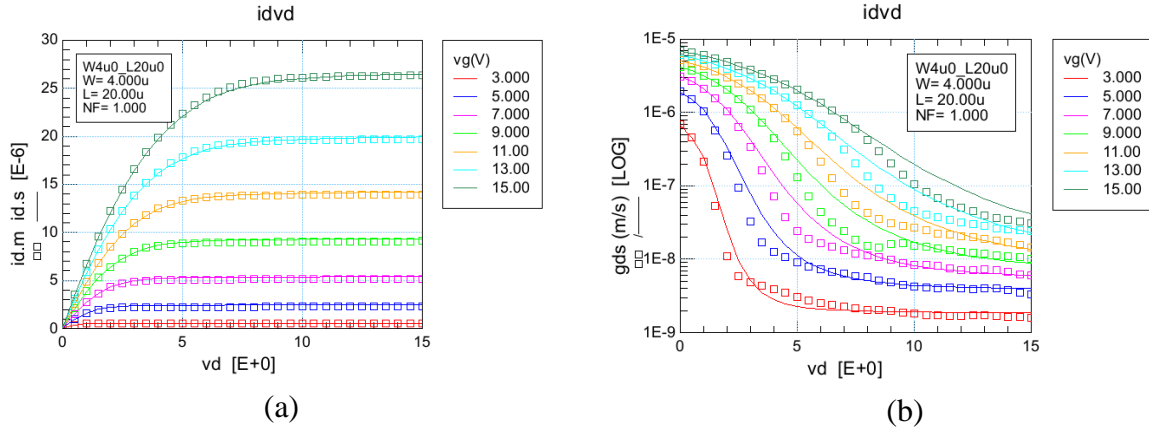 idvd
30
25
20
15
10
5
0
id.m id.s [E-6]
W4u0_L20u0
W= 4.000u
L= 20.00u
NF= 1.000
0 5 10 15
vd [E+0]
vg(V)
3.000
5.000
7.000
9.000
11.00
13.00
15.00
(a)
idvd
1E-5
1E-6
1E-7
1E-8
1E-9
gds (m/s) [LOG]
/
W4u0_L20u0
W= 4.000u
L= 20.00u
NF= 1.000
0 5 10 15
vd [E+0]
vg(V)
3.000
5.000
7.000
9.000
11.00
13.00
15.00
(b)